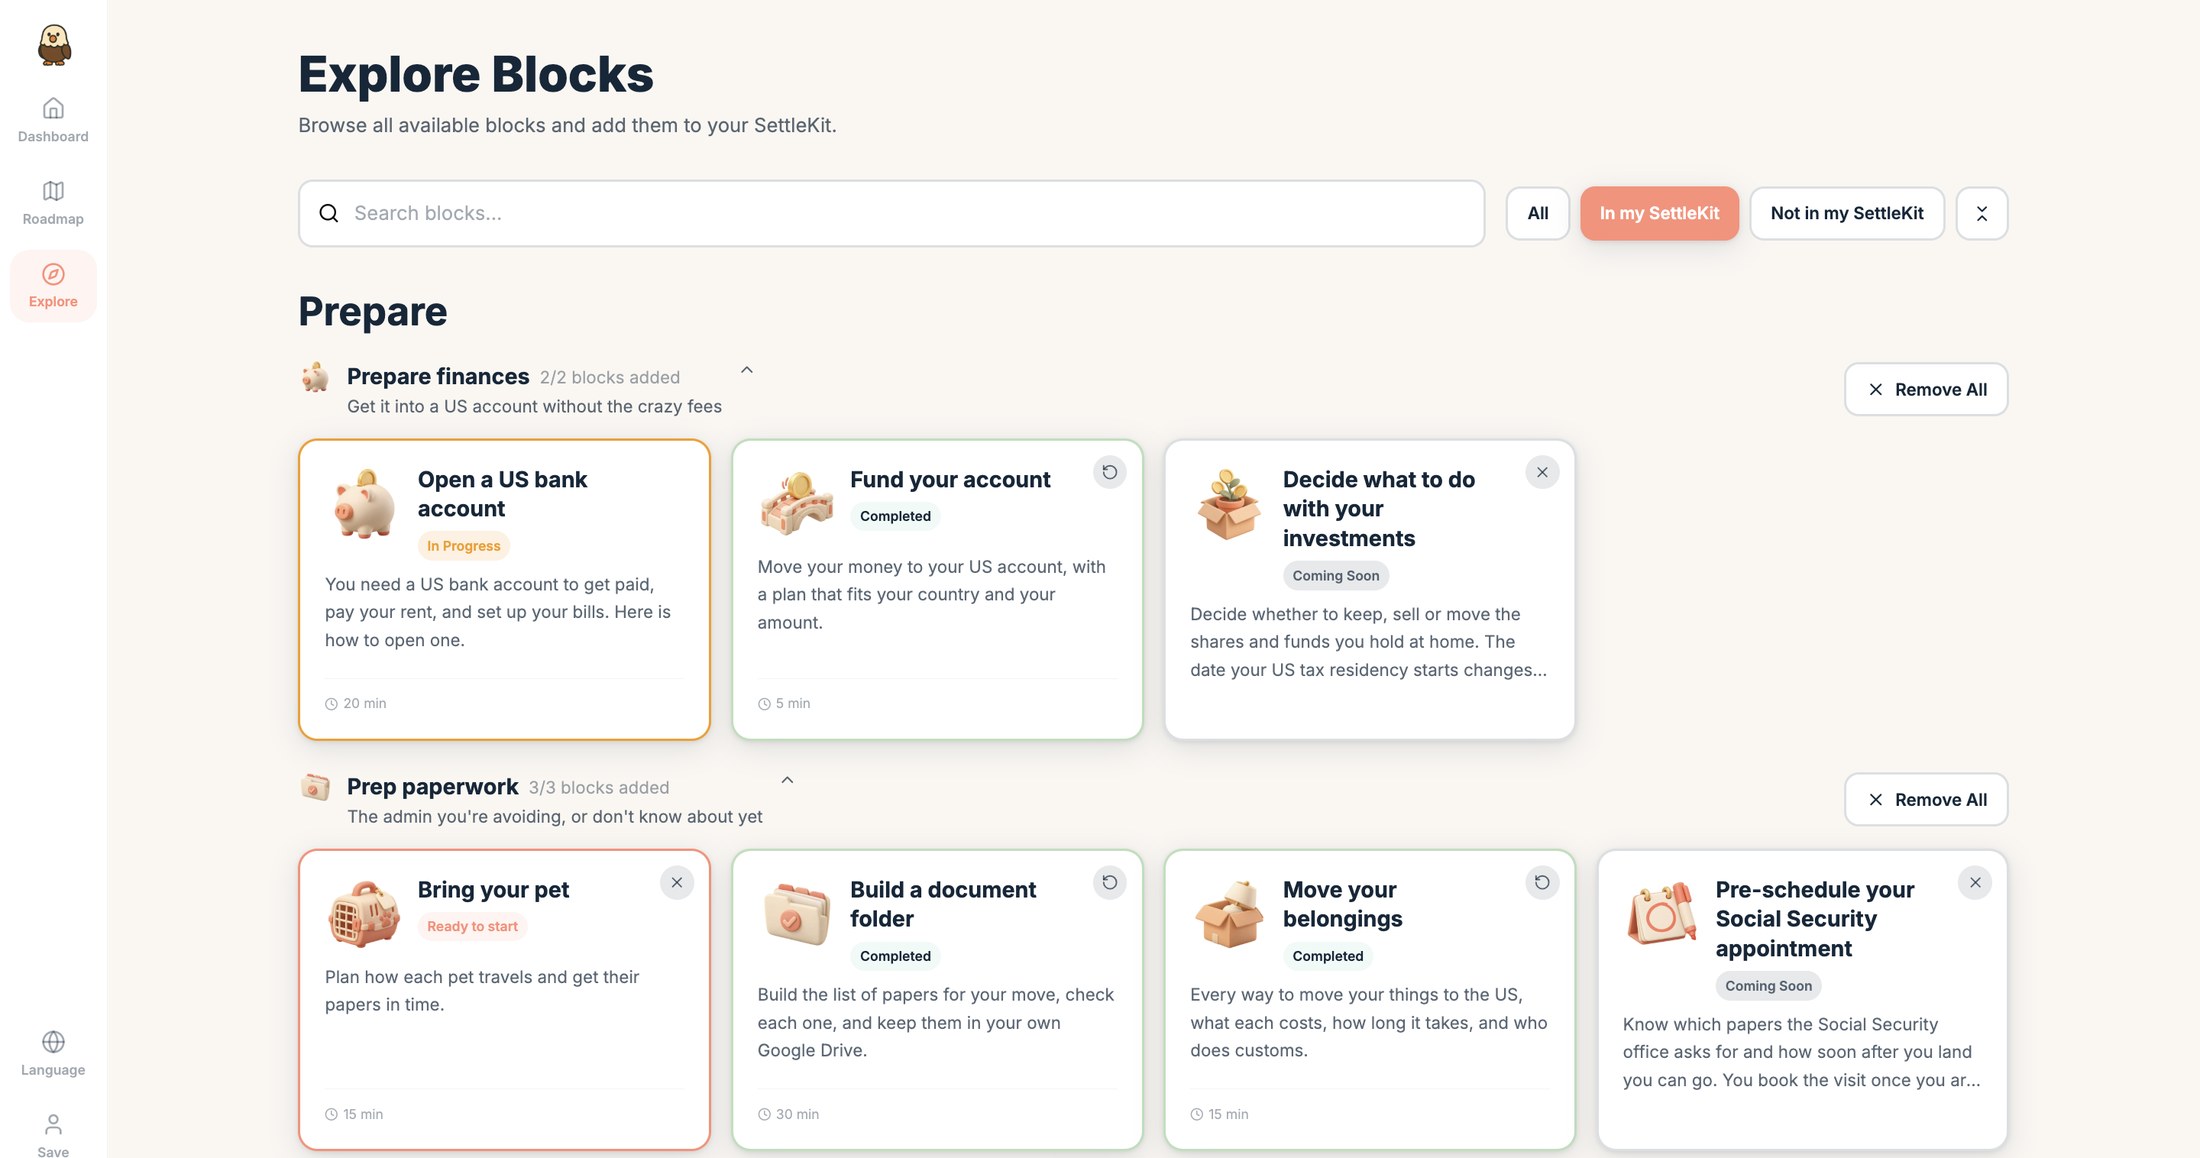 Explore Blocks
Browse all available blocks and add them to your SettleKit.
Dashboard
Roadmap
Explore
Language
Save
Search blocks...
All
In my SettleKit
Not in my SettleKit
Prepare
Prepare finances 2/2 blocks added
Get it into a US account without the crazy fees
Remove All
Open a US bank
account
In Progress
You need a US bank account to get paid,
pay your rent, and set up your bills. Here is
how to open one.
20 min
Fund your account
Completed
Move your money to your US account, with
a plan that fits your country and your
amount.
5 min
Decide what to do
with your
investments
Coming Soon
Decide whether to keep, sell or move the
shares and funds you hold at home. The
date your US tax residency starts changes...
Prep paperwork 3/3 blocks added
The admin you're avoiding, or don't know about yet
Remove All
Bring your pet
Ready to start
Plan how each pet travels and get their
papers in time.
15 min
Build a document
folder
Completed
Build the list of papers for your move, check
each one, and keep them in your own
Google Drive.
30 min
Move your
belongings
Completed
Every way to move your things to the US,
what each costs, how long it takes, and who
does customs.
15 min
Pre-schedule your
Social Security
appointment
Coming Soon
Know which papers the Social Security
office asks for and how soon after you land
you can go. You book the visit once you ar...